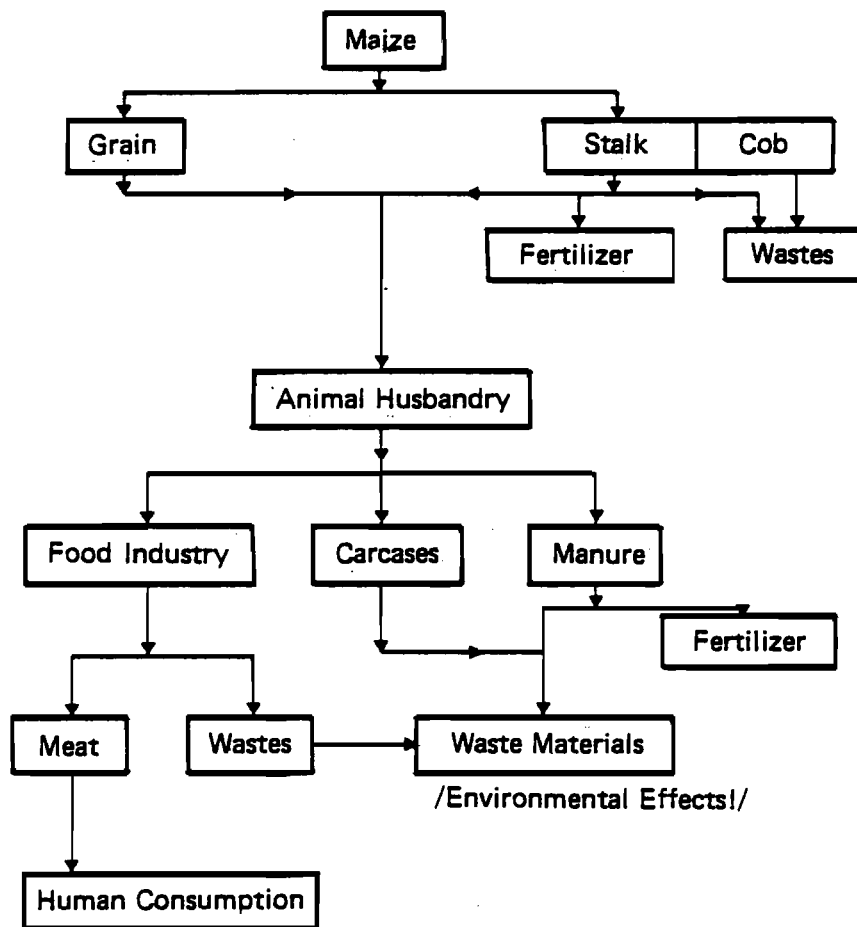 Maize
Grain
Stalk
Cob
Fertilizer
Wastes
Animal Husbandry
Food Industry
Carcases
Manure
Fertilizer
Meat
Wastes
Waste Materials
/Environmental Effects!/
Human Consumption